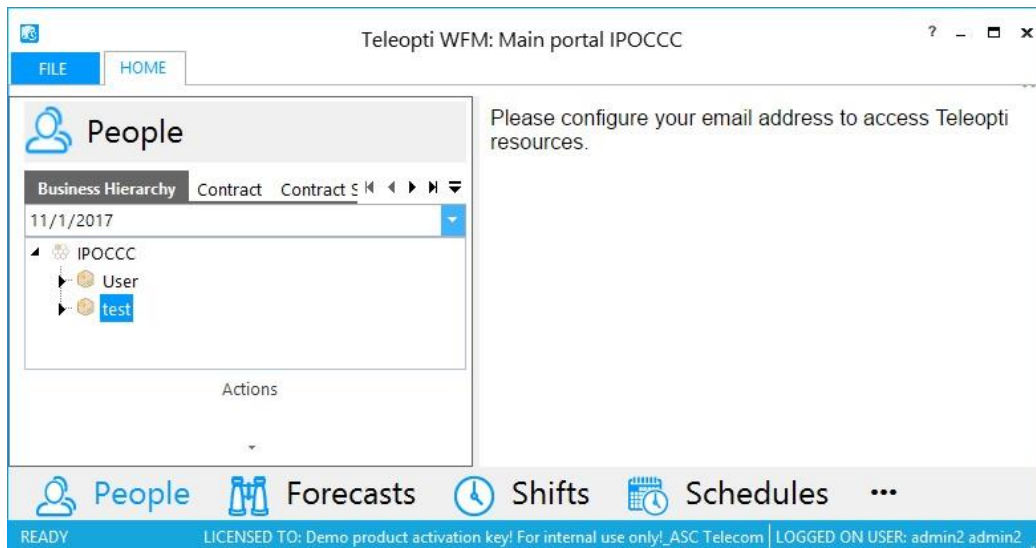 Teleopti WFM: Main portal IPOCCC
?
FILE HOME
People
Please configure your email address to access Teleopti
resources.
Business Hierarchy Contract Contract S
11/1/2017
IPOCCC
User
test
Actions
People Forecasts Shifts Schedules •••
READY LICENSED TO: Demo product activation key! For internal use only!_ASC Telecom LOGGED ON USER: admin2 admin2